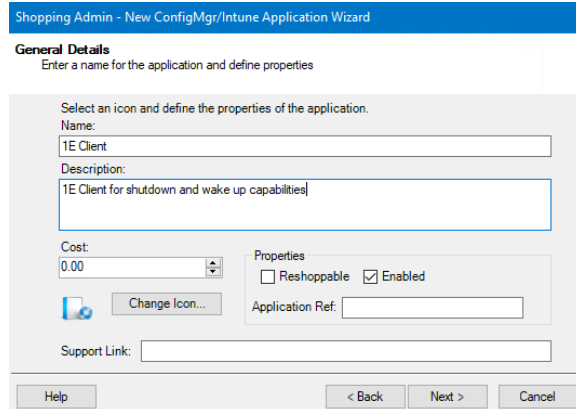 Shopping Admin - New ConfigMgr/Intune Application Wizard
General Details
Enter a name for the application and define properties
Select an icon and define the properties of the application.
Name:
1E Client
Description:
1E Client for shutdown and wake up capabilities
Cost:
0.00
Properties
Reshoppable Enabled
Change Icon...
Application Ref:
Support Link:
Help < Back Next > Cancel